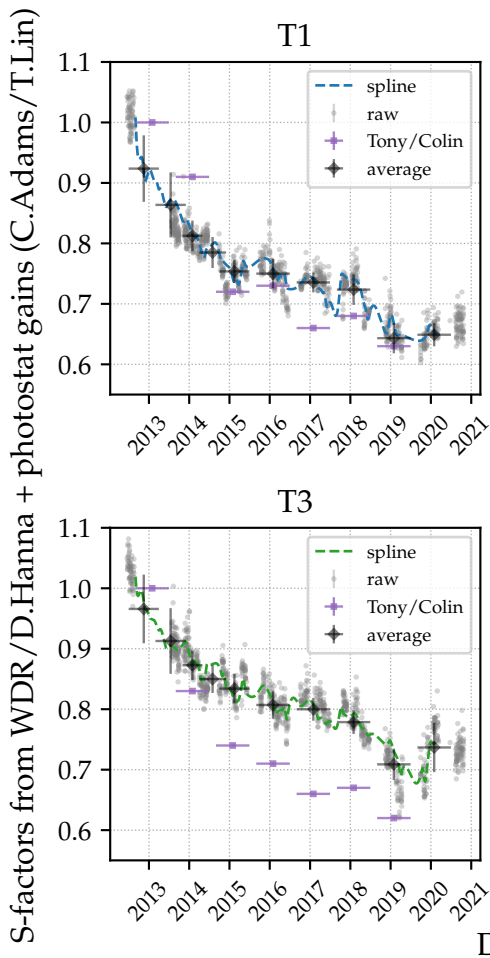 S-factors from WDR/D.Hanna + photostat gains (C.Adams/T.Lin)
T1
1.1
1.0
0.9
0.8
0.7
0.6
spline
raw
Tony/Colin
average
2013
2014
2015
2016
2017
2018
2019
2020
2021
T3
1.1
1.0
0.9
0.8
0.7
0.6
spline
raw
Tony/Colin
average
2013
2014
2015
2016
2017
2018
2019
2020
2021
D